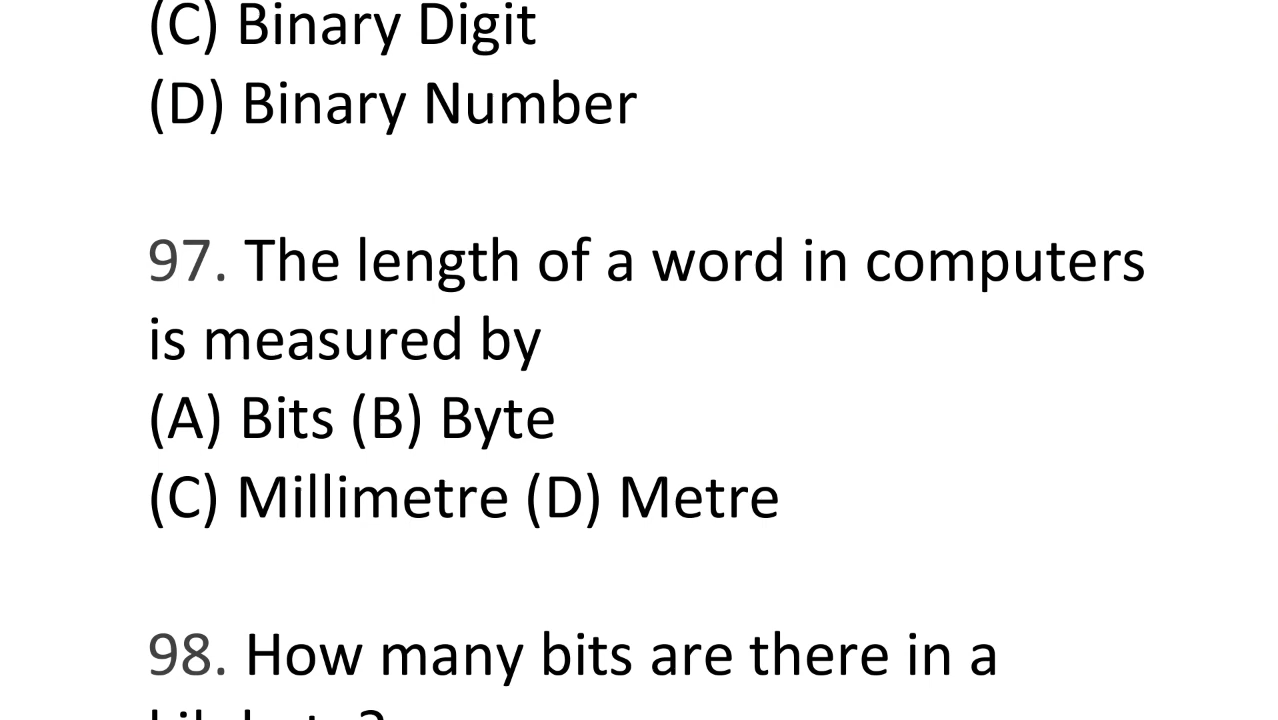 (C) Binary Digit
(D) Binary Number
97. The length of a word in computers
is measured by
(A) Bits (B) Byte
(C) Millimetre (D) Metre
98. How many bits are there in a